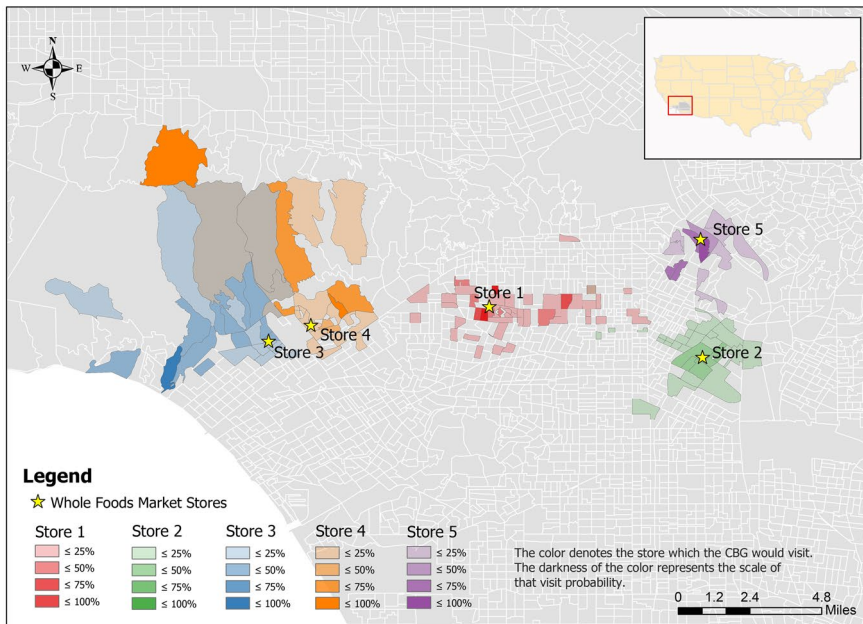 N
W E
S
Store 5
Store 1
Store 4
Store 3
Store 2
Legend
Whole Foods Market Stores
Store 1 Store 2 Store 3 Store 4 Store 5
≤ 25% ≤ 25% ≤ 25% ≤ 25% ≤ 25%
≤ 50% ≤ 50% ≤ 50% ≤ 50% ≤ 50%
≤ 75% ≤ 75% ≤ 75% ≤ 75% ≤ 75%
≤ 100% ≤ 100% ≤ 100% ≤ 100% ≤ 100%
The color denotes the store which the CBG would visit.
The darkness of the color represents the scale of
that visit probability.
0 1.2 2.4 4.8
Miles